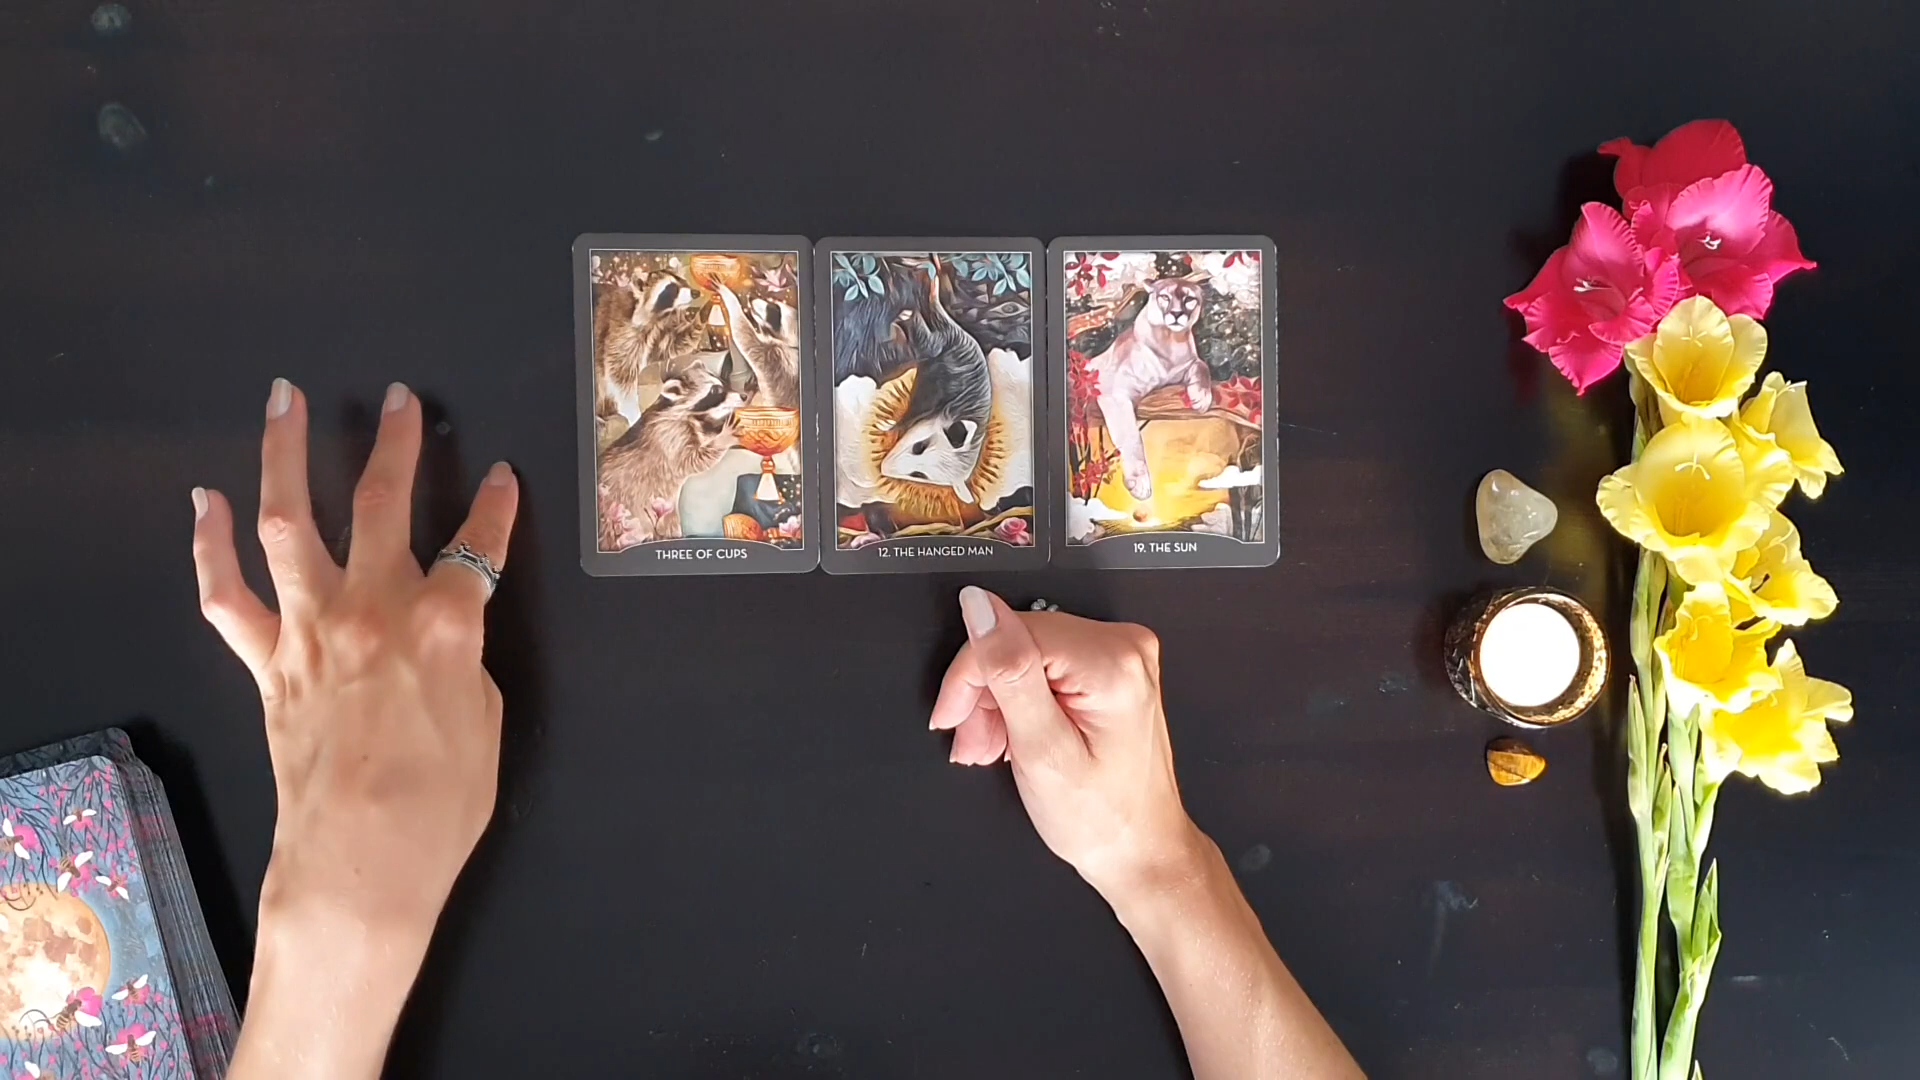 THREE OF CUPS
12. THE HANGED MAN
19. THE SUN